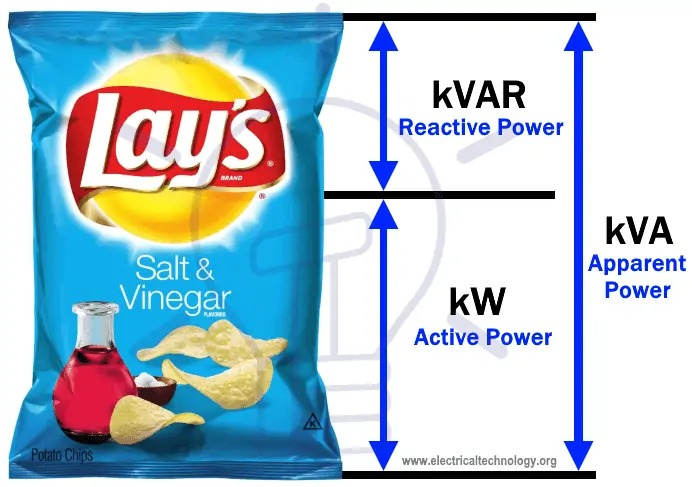 Lay's
BRAND
®
®
Salt &
Vinegar
FLAVORED
K
Potato Chips
kVAR
Reactive Power
kW
Active Power
kVA
Apparent
Power
www.electricaltechnology.org